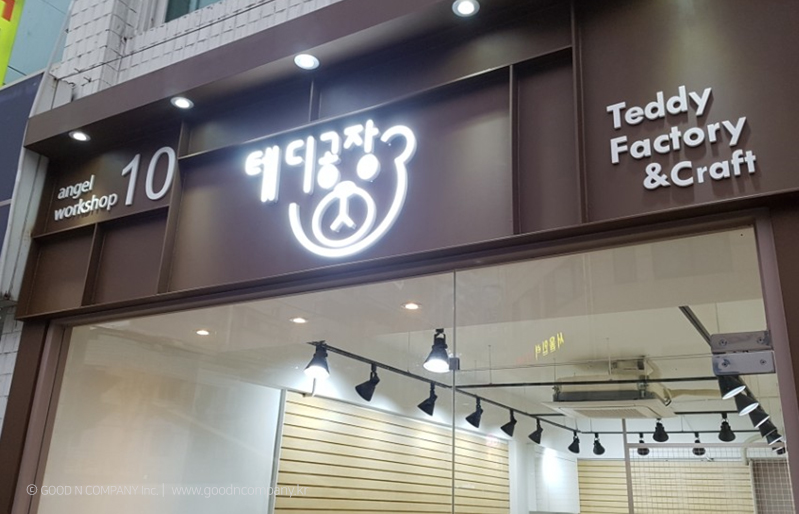 angel
workshop 10
테디공장
Teddy
Factory
&Craft
© GOOD N COMPANY Inc. | www.goodncompany.kr